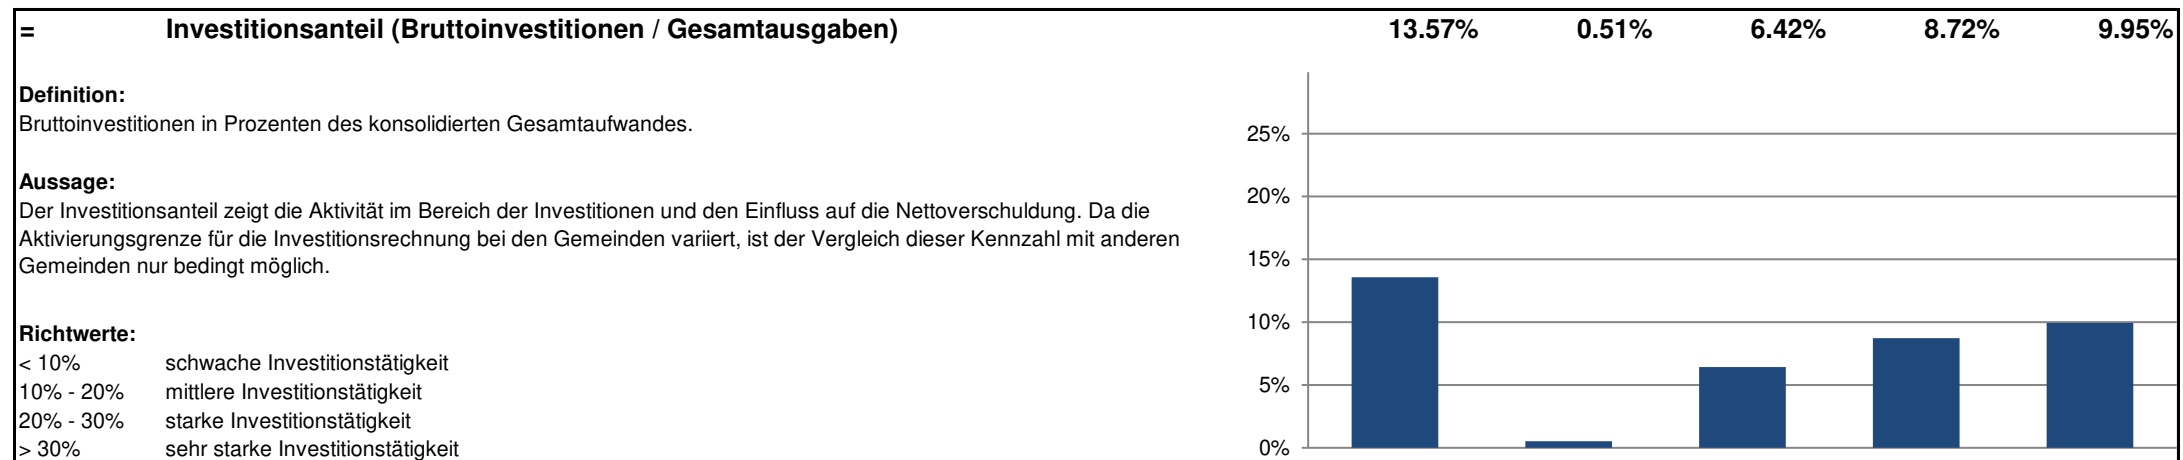 = Investitionsanteil (Bruttoinvestitionen / Gesamtausgaben) 13.57% 0.51% 6.42% 8.72% 9.95%
Definition:
Bruttoinvestitionen in Prozenten des konsolidierten Gesamtaufwandes.
Aussage:
Der Investitionsanteil zeigt die Aktivität im Bereich der Investitionen und den Einfluss auf die Nettoverschuldung. Da die
Aktivierungsgrenze für die Investitionsrechnung bei den Gemeinden variiert, ist der Vergleich dieser Kennzahl mit anderen
Gemeinden nur bedingt möglich.
Richtwerte:
< 10% schwache Investitionstätigkeit
10% - 20% mittlere Investitionstätigkeit
20% - 30% starke Investitionstätigkeit
> 30% sehr starke Investitionstätigkeit
25%
20%
15%
10%
5%
0%